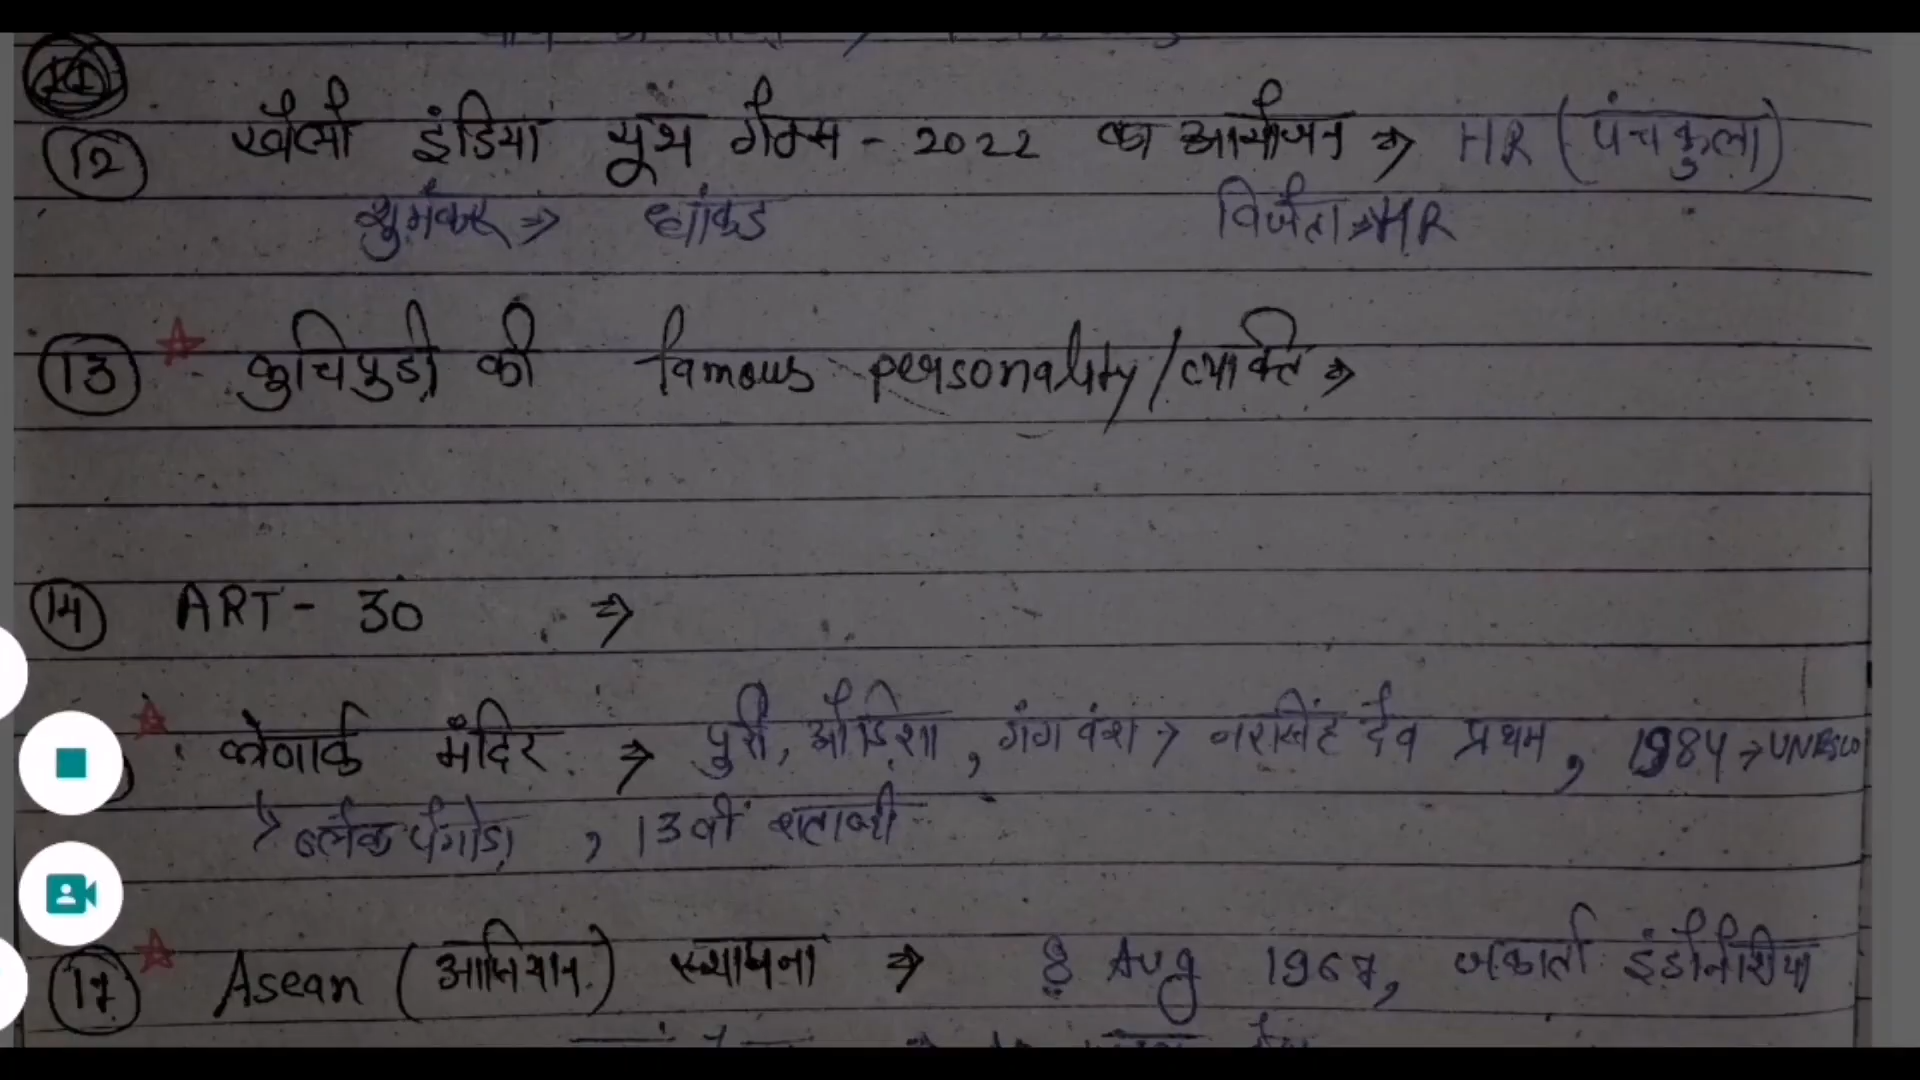 12 खेलो इंडिया यूथ गेम्स - 2022 का आयोजन ⇒ HR (पंचकुला)
शुभंकर ⇒ धांकड विजेता ⇒ HR
13 ☆ कुचिपुडी की famous personality/व्यक्ति ⇒
14 ART - 30 ⇒
☆ कोणार्क मंदिर ⇒ पुरी, ओडिशा, गंग वंश → नरसिंह देव प्रथम, 1984 → UNESCO
→ ब्लैक पैगोडा, 13वीं शताब्दी
17 ☆ Asean (आसियान) स्थापना ⇒ 8 Aug 1967, जकार्ता इंडोनेशिया